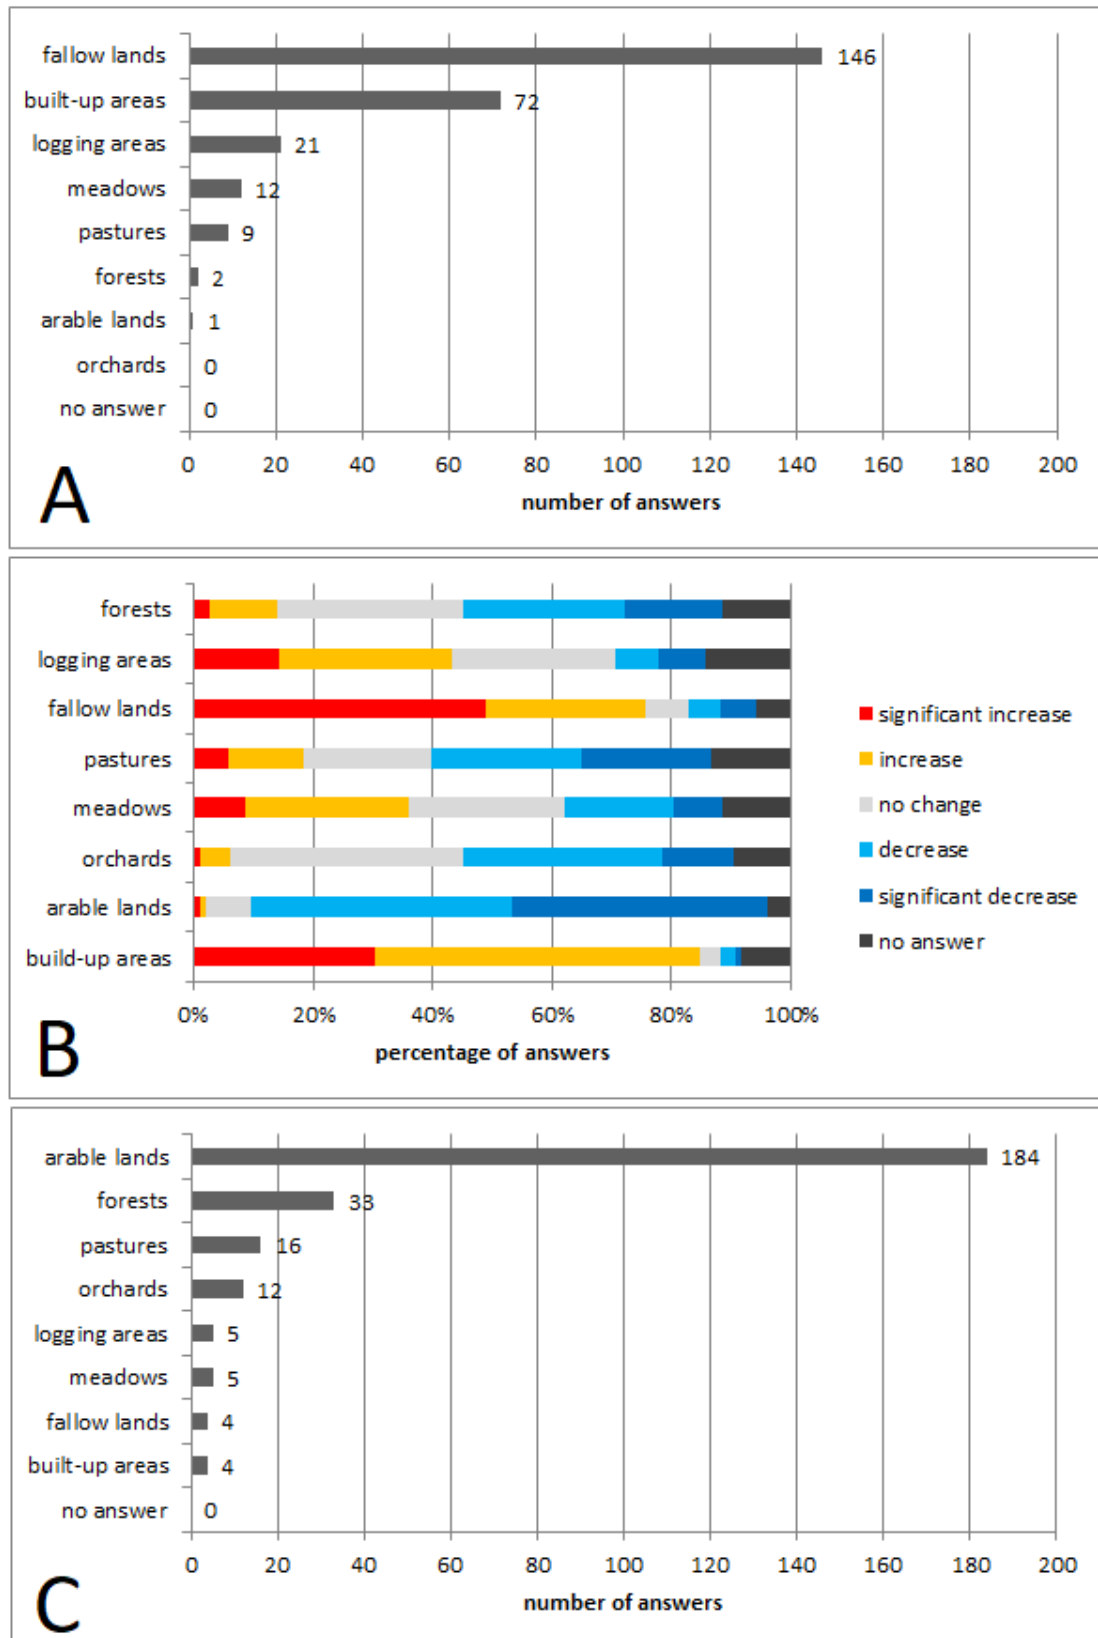 fallow lands 146
built-up areas 72
logging areas 21
meadows 12
pastures 9
forests 2
arable lands 1
orchards 0
no answer 0
0 20 40 60 80 100 120 140 160 180 200
number of answers
A
forests
logging areas
fallow lands
pastures
meadows
orchards
arable lands
build-up areas
0% 20% 40% 60% 80% 100%
percentage of answers
significant increase
increase
no change
decrease
significant decrease
no answer
B
arable lands 184
forests 33
pastures 16
orchards 12
logging areas 5
meadows 5
fallow lands 4
built-up areas 4
no answer 0
0 20 40 60 80 100 120 140 160 180 200
number of answers
C